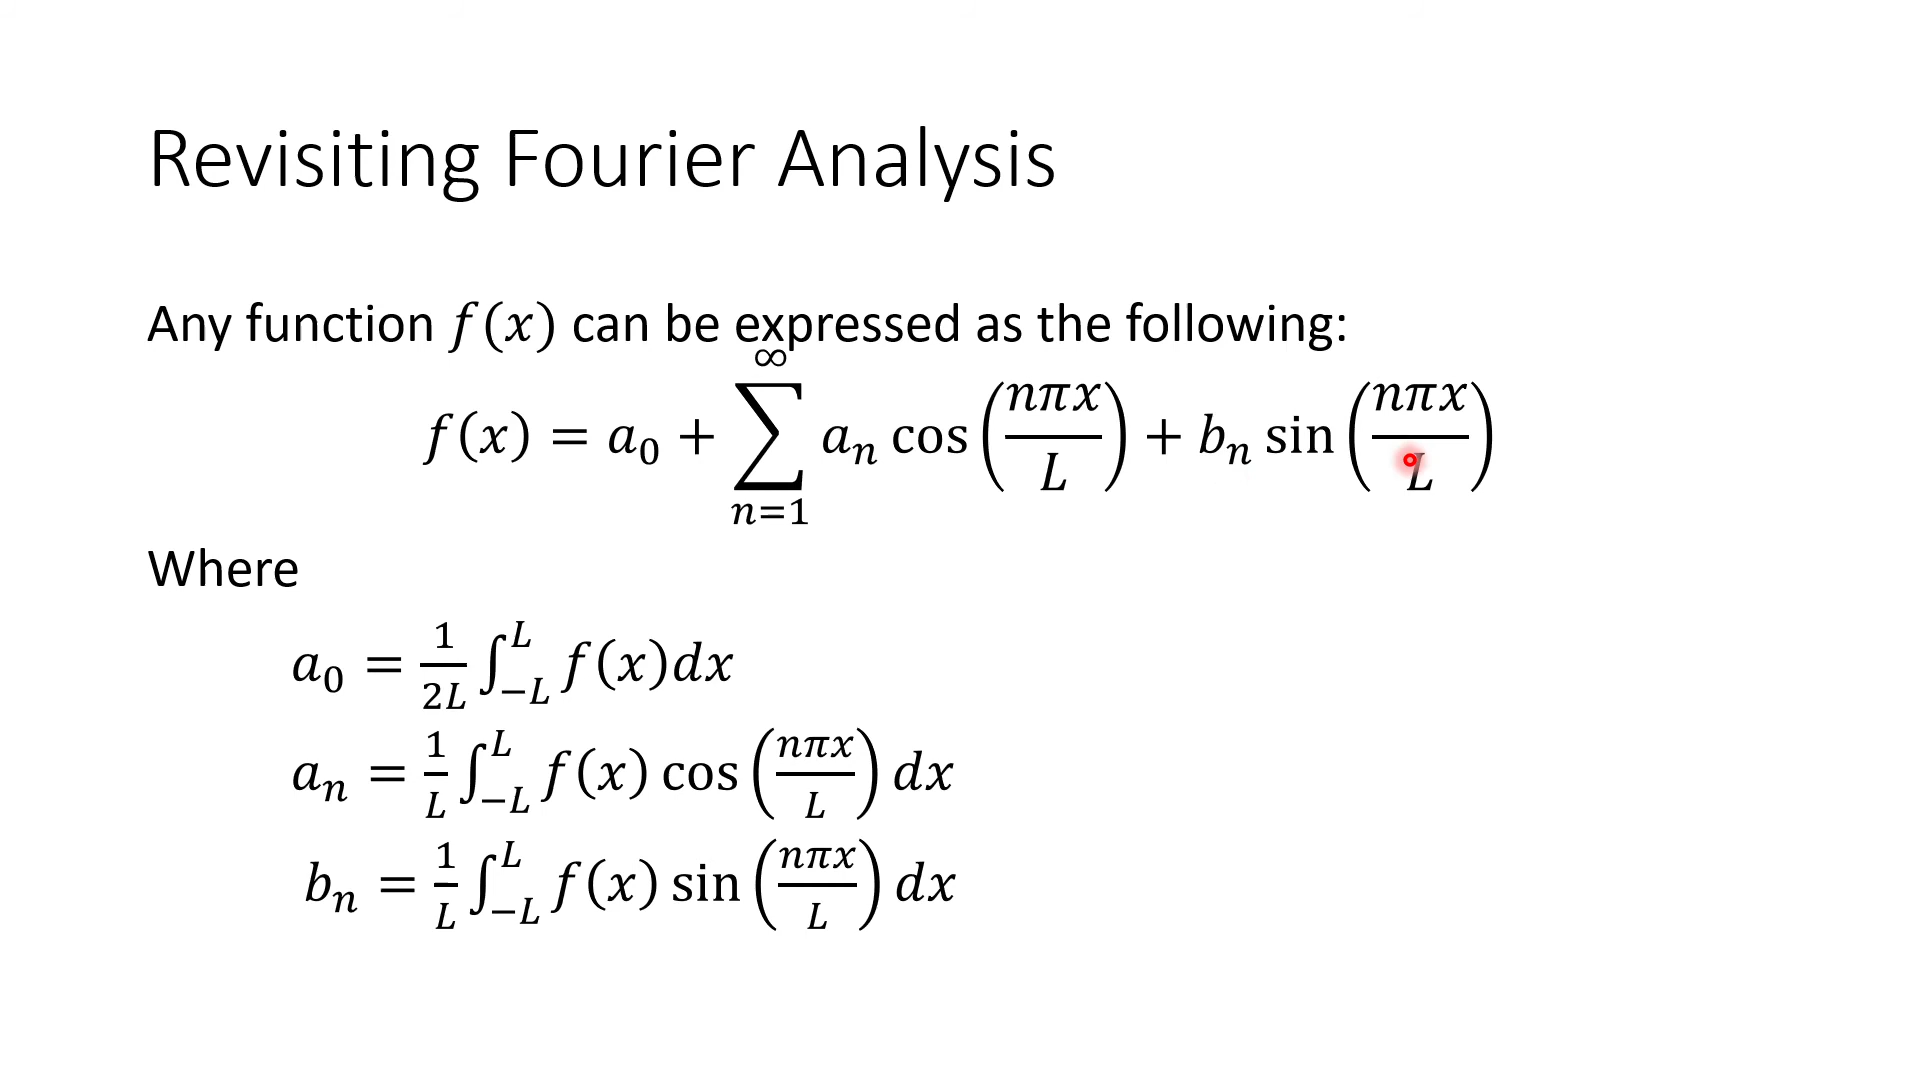 Revisiting Fourier Analysis
Any function f(x) can be expressed as the following:
f(x) = a₀ + ∑_{n=1}^{∞} aₙ cos(nπx/L) + bₙ sin(nπx/L)
Where
a₀ = 1/2L ∫_{−L}^{L} f(x)dx
aₙ = 1/L ∫_{−L}^{L} f(x) cos(nπx/L) dx
bₙ = 1/L ∫_{−L}^{L} f(x) sin(nπx/L) dx